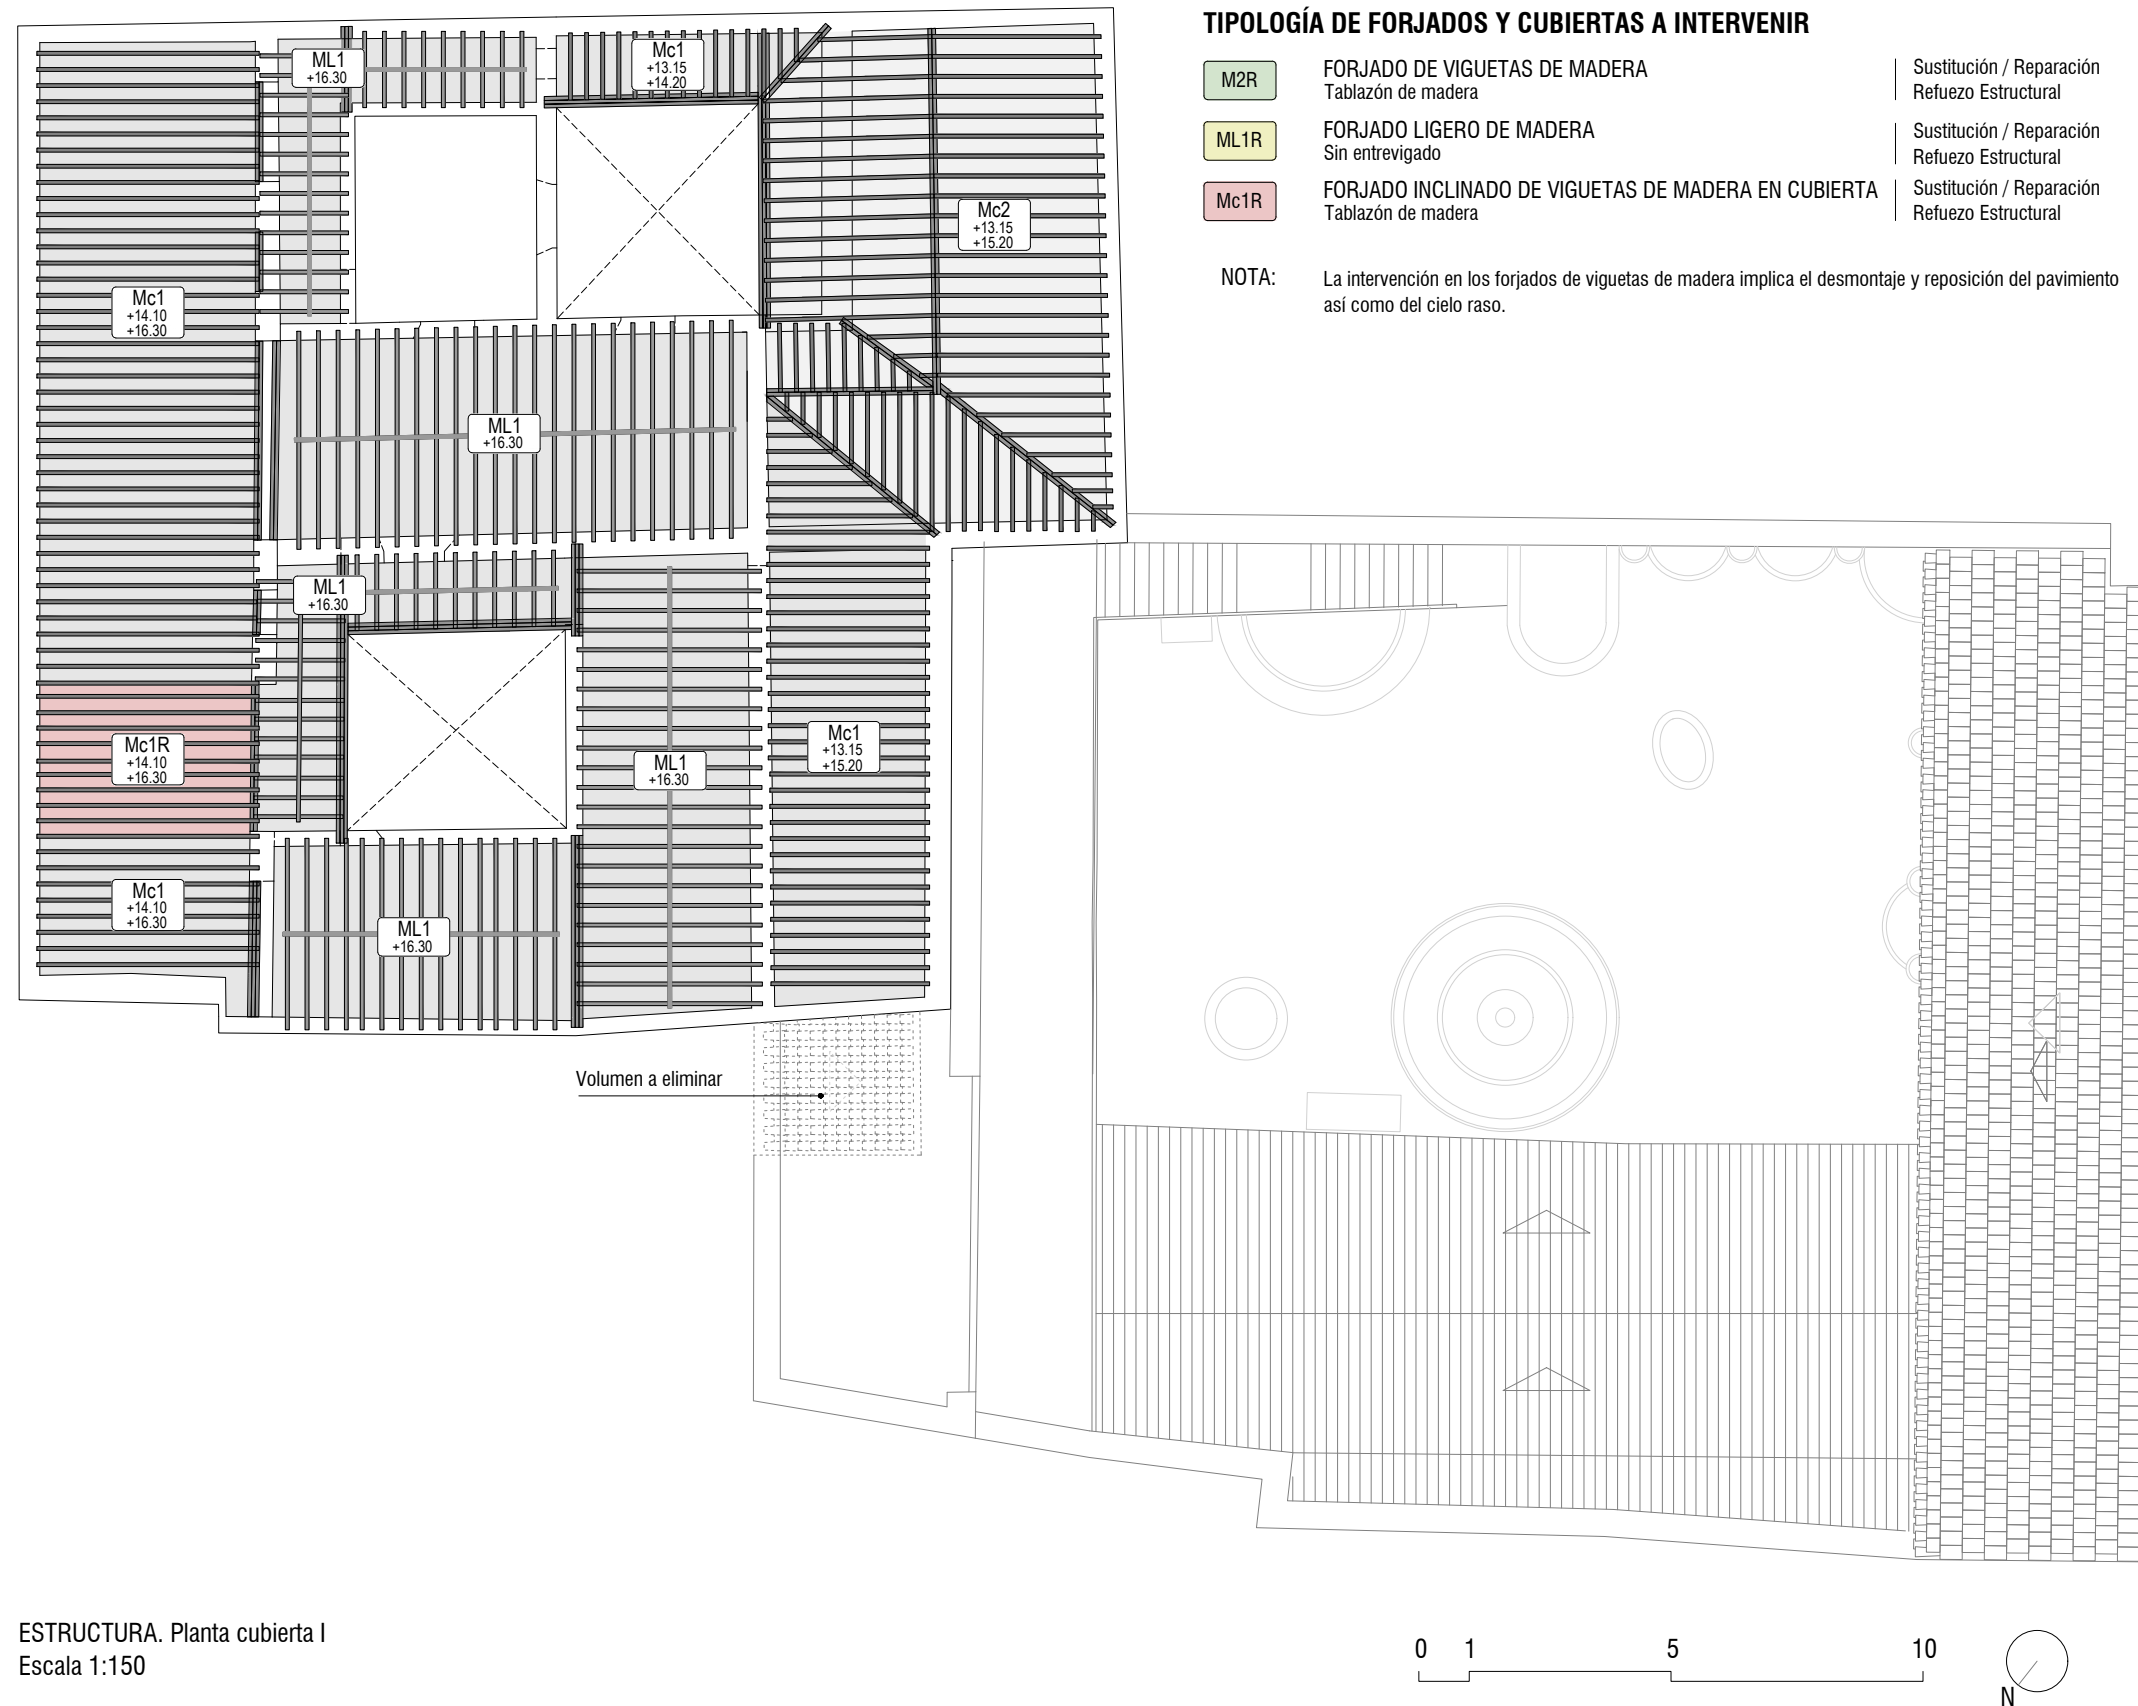 TIPOLOGÍA DE FORJADOS Y CUBIERTAS A INTERVENIR
M2R
FORJADO DE VIGUETAS DE MADERA
Tablazón de madera
Sustitución / Reparación
Refuezo Estructural
ML1R
FORJADO LIGERO DE MADERA
Sin entrevigado
Sustitución / Reparación
Refuezo Estructural
Mc1R
FORJADO INCLINADO DE VIGUETAS DE MADERA EN CUBIERTA
Tablazón de madera
Sustitución / Reparación
Refuezo Estructural
NOTA:
La intervención en los forjados de viguetas de madera implica el desmontaje y reposición del pavimento
así como del cielo raso.
ML1
+16.30
Mc1
+13.15
+14.20
Mc2
+13.15
+15.20
Mc1
+14.10
+16.30
ML1
+16.30
ML1
+16.30
Mc1R
+14.10
+16.30
ML1
+16.30
Mc1
+13.15
+15.20
Mc1
+14.10
+16.30
ML1
+16.30
Volumen a eliminar
ESTRUCTURA. Planta cubierta I
Escala 1:150
0 1 5 10
N